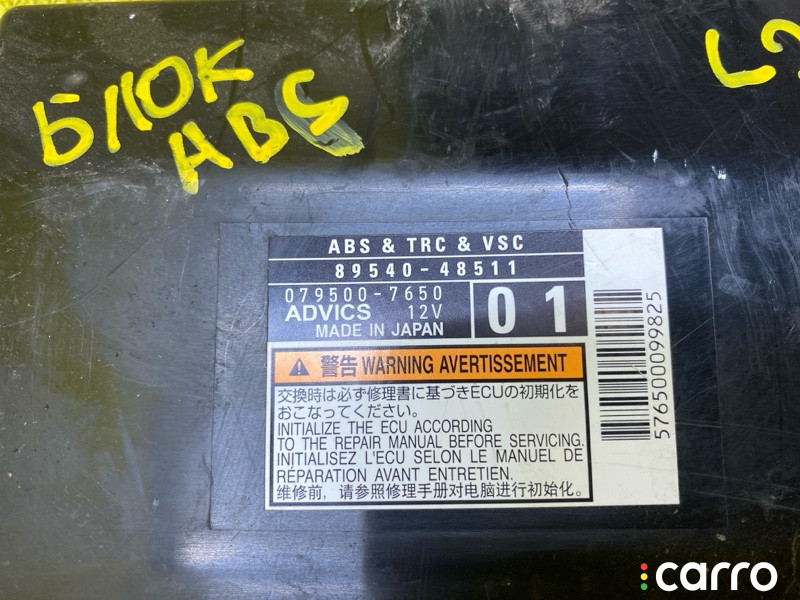 БЛОК
ABS
ABS & TRC & VSC
89540-48511
079500-7650
ADVICS 12V
MADE IN JAPAN
01
警告 WARNING AVERTISSEMENT
交換時は必ず修理書に基づきECUの初期化を
おこなってください。
INITIALIZE THE ECU ACCORDING
TO THE REPAIR MANUAL BEFORE SERVICING.
INITIALISEZ L'ECU SELON LE MANUEL DE
RÉPARATION AVANT ENTRETIEN.
维修前，请参照修理手册对电脑进行初始化。
576500099825
carro